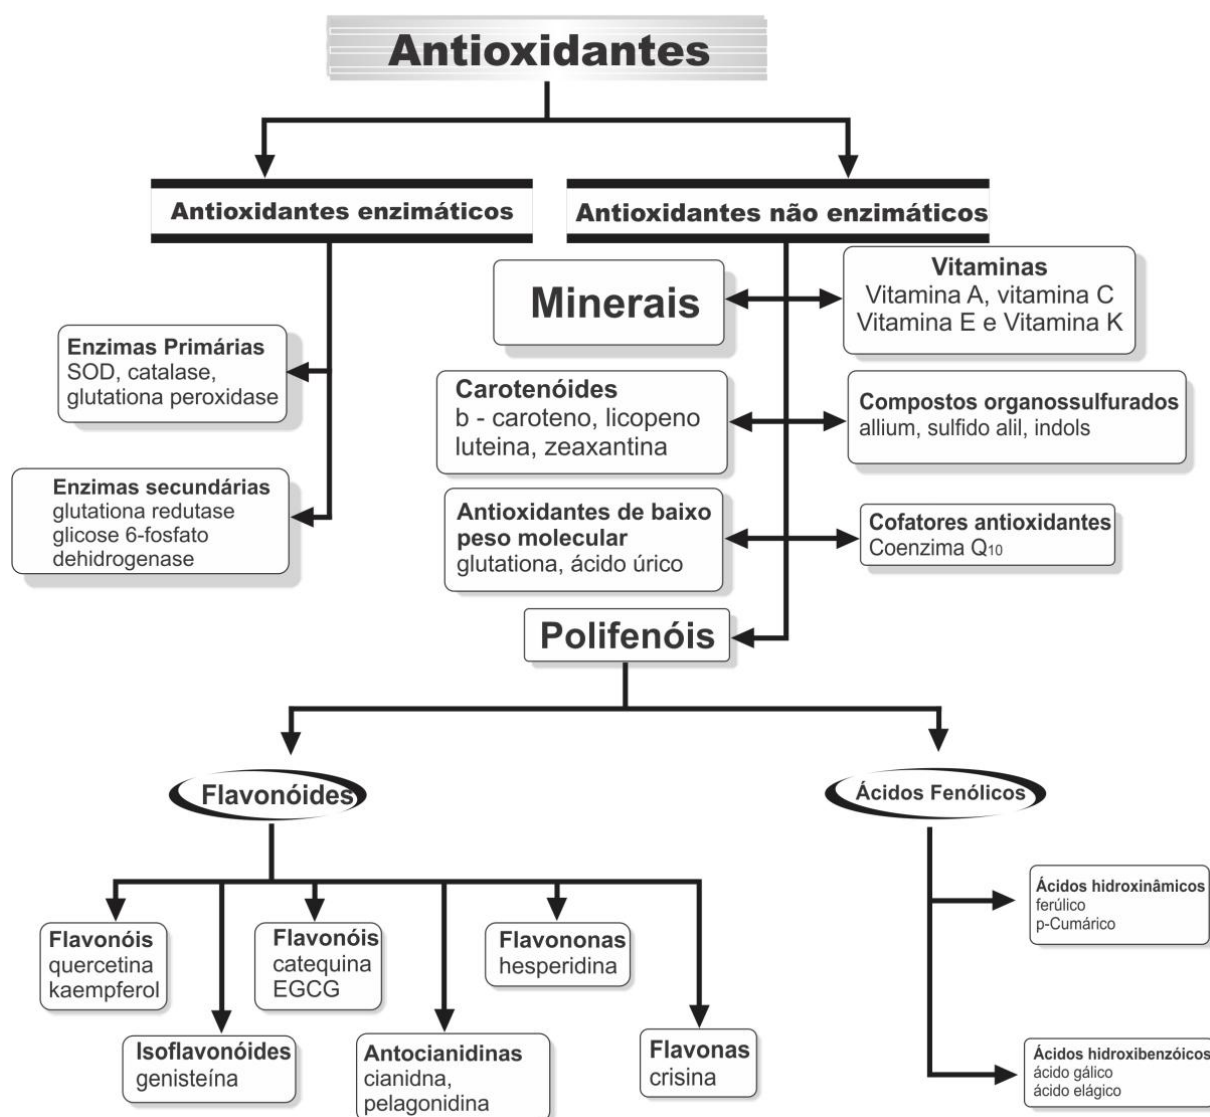 Antioxidantes
Antioxidantes enzimáticos
Antioxidantes não enzimáticos
Enzimas Primárias
SOD, catalase,
glutationa peroxidase
Enzimas secundárias
glutationa redutase
glicose 6-fosfato
dehidrogenase
Minerais
Vitaminas
Vitamina A, vitamina C
Vitamina E e Vitamina K
Carotenóides
b - caroteno, licopeno
luteina, zeaxantina
Compostos organossulfurados
allium, sulfido alil, indols
Antioxidantes de baixo
peso molecular
glutationa, ácido úrico
Cofatores antioxidantes
Coenzima Q10
Polifenóis
Flavonóides
Ácidos Fenólicos
Flavonóis
quercetina
kaempferol
Flavonóis
catequina
EGCG
Flavononas
hesperidina
Isoflavonóides
genisteína
Antocianidinas
cianidna,
pelagonidina
Flavonas
crisina
Ácidos hidroxinâmicos
ferúlico
p-Cumárico
Ácidos hidroxibenzóicos
ácido gálico
ácido elágico